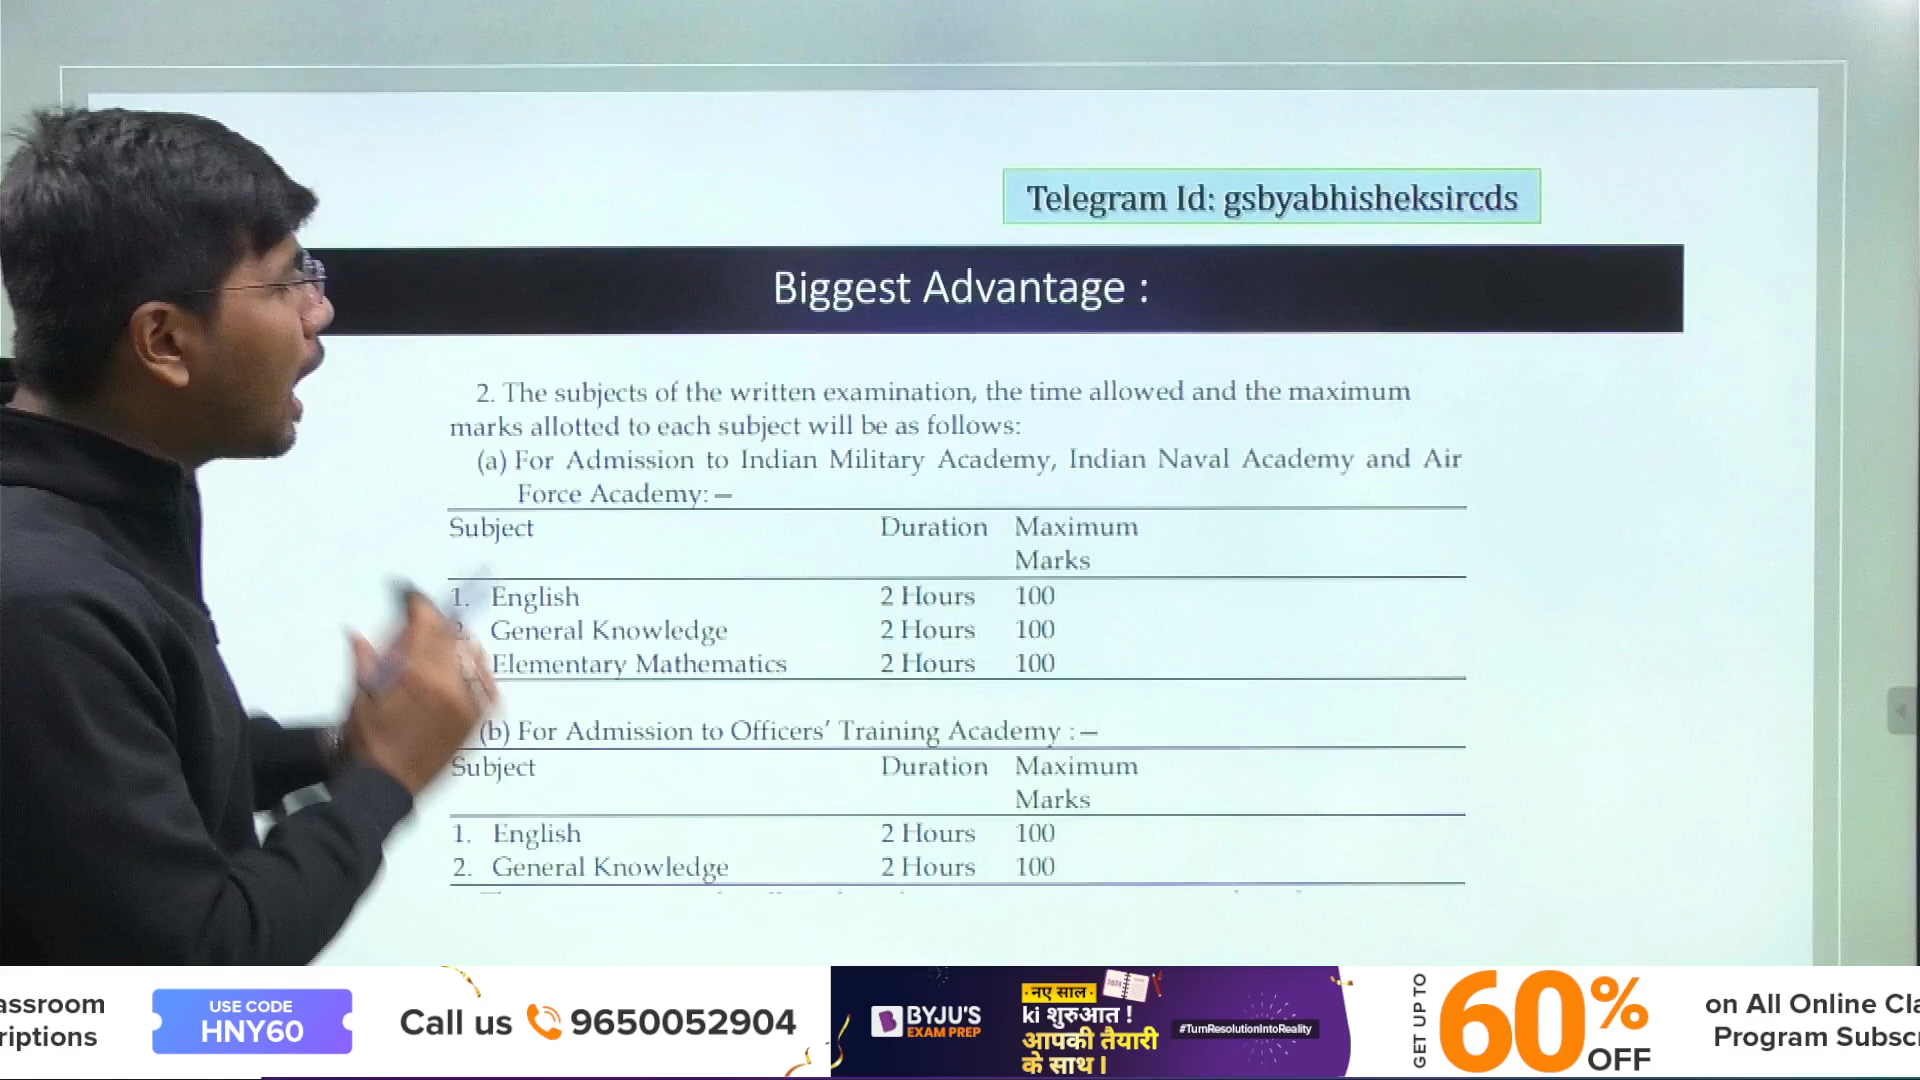 Telegram Id: gsbyabhisheksircds
Biggest Advantage :
2. The subjects of the written examination, the time allowed and the maximum
marks allotted to each subject will be as follows:
(a) For Admission to Indian Military Academy, Indian Naval Academy and Air
Force Academy: —
Subject Duration Maximum
Marks
1. English 2 Hours 100
2. General Knowledge 2 Hours 100
Elementary Mathematics 2 Hours 100
(b) For Admission to Officers' Training Academy : —
Subject Duration Maximum
Marks
1. English 2 Hours 100
2. General Knowledge 2 Hours 100
assroom
riptions
USE CODE
HNY60
Call us 9650052904
BYJU'S
EXAM PREP
नए साल
ki शुरुआत !
आपकी तैयारी
के साथ I
#TurnResolutionIntoReality
GET UP TO
60%
OFF
on All Online Cla
Program Subsc